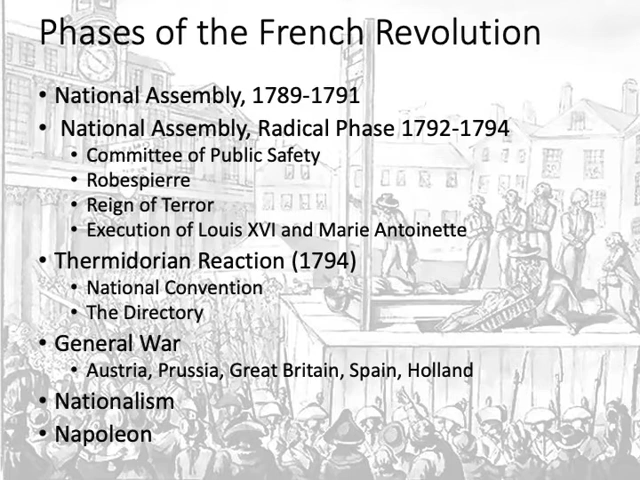 Phases of the French Revolution
• National Assembly, 1789-1791
• National Assembly, Radical Phase 1792-1794
• Committee of Public Safety
• Robespierre
• Reign of Terror
• Execution of Louis XVI and Marie Antoinette
• Thermidorian Reaction (1794)
• National Convention
• The Directory
• General War
• Austria, Prussia, Great Britain, Spain, Holland
• Nationalism
• Napoleon